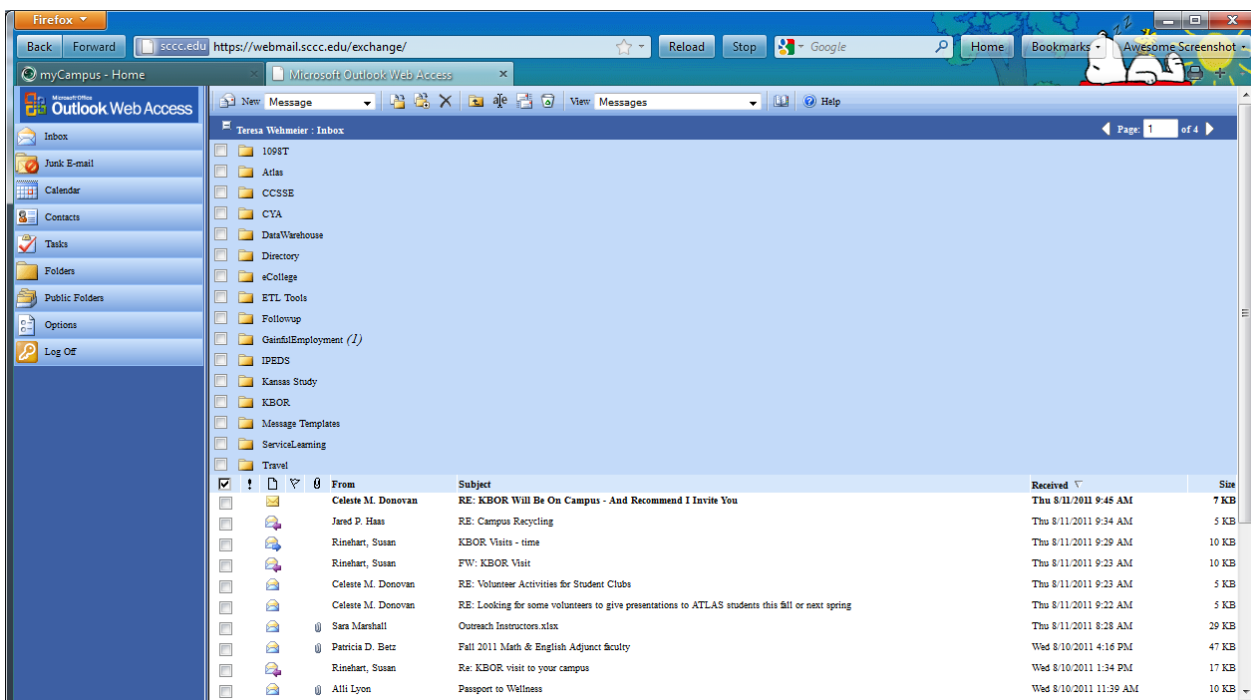 Firefox
Back Forward sccc.edu https://webmail.sccc.edu/exchange/ Reload Stop Google Home Bookmarks Awesome Screenshot
myCampus - Home Microsoft Outlook Web Access
Microsoft Office
Outlook Web Access
New Message View Messages Help
Teresa Wehmeier : Inbox Page: 1 of 4
Inbox
Junk E-mail
Calendar
Contacts
Tasks
Folders
Public Folders
Options
Log Off
1098T
Atlas
CCSSE
CYA
DataWarehouse
Directory
eCollege
ETL Tools
Followup
GainfulEmployment (1)
IPEDS
Kansas Study
KBOR
Message Templates
ServiceLearning
Travel
! From Subject Received Size
Celeste M. Donovan RE: KBOR Will Be On Campus - And Recommend I Invite You Thu 8/11/2011 9:45 AM 7 KB
Jared P. Haas RE: Campus Recycling Thu 8/11/2011 9:34 AM 5 KB
Rinehart, Susan KBOR Visits - time Thu 8/11/2011 9:29 AM 10 KB
Rinehart, Susan FW: KBOR Visit Thu 8/11/2011 9:23 AM 10 KB
Celeste M. Donovan RE: Volunteer Activities for Student Clubs Thu 8/11/2011 9:23 AM 5 KB
Celeste M. Donovan RE: Looking for some volunteers to give presentations to ATLAS students this fall or next spring Thu 8/11/2011 9:22 AM 5 KB
Sara Marshall Outreach Instructors.xlsx Thu 8/11/2011 8:28 AM 29 KB
Patricia D. Betz Fall 2011 Math & English Adjunct faculty Wed 8/10/2011 4:16 PM 47 KB
Rinehart, Susan Re: KBOR visit to your campus Wed 8/10/2011 1:34 PM 17 KB
Alli Lyon Passport to Wellness Wed 8/10/2011 11:39 AM 10 KB